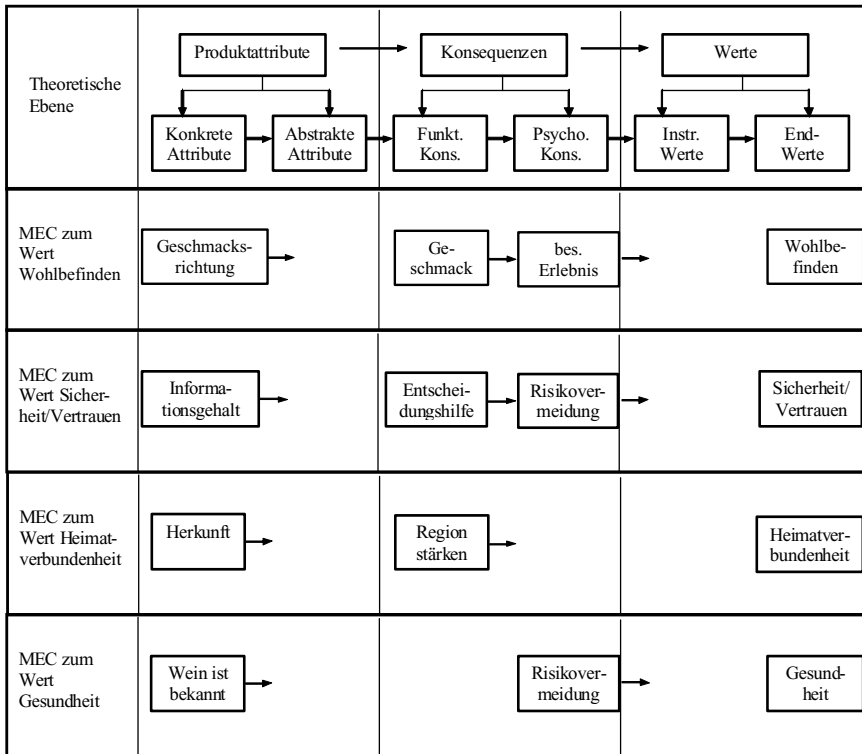 Theoretische
Ebene
Produktattribute
Konsequenzen
Werte
Konkrete
Attribute
Abstrakte
Attribute
Funkt.
Kons.
Psycho.
Kons.
Instr.
Werte
End-
Werte
MEC zum
Wert
Wohlbefinden
Geschmacks-
richtung
Ge-
schmack
bes.
Erlebnis
Wohlbe-
finden
MEC zum
Wert Sicher-
heit/Vertrauen
Informa-
tionsgehalt
Entschei-
dungshilfe
Risikover-
meidung
Sicherheit/
Vertrauen
MEC zum
Wert Heimat-
verbundenheit
Herkunft
Region
stärken
Heimatver-
bundenheit
MEC zum
Wert
Gesundheit
Wein ist
bekannt
Risikover-
meidung
Gesund-
heit